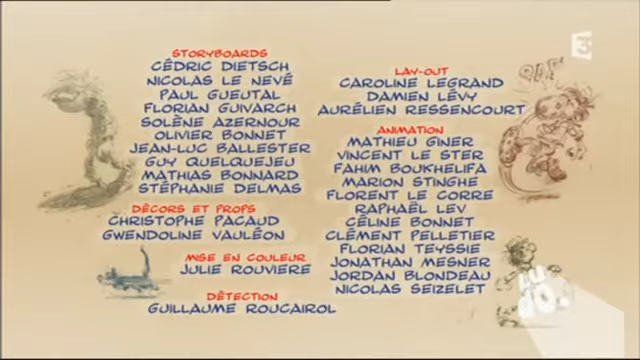 STORYBOARDS
CÉDRIC DIETSCH
NICOLAS LE NEVÉ
PAUL GUEUTAL
FLORIAN GUIVARCH
SOLÈNE AZERNOUR
OLIVIER BONNET
JEAN-LUC BALLESTER
GUY QUELQUEJEU
MATHIAS BONNARD
STÉPHANIE DELMAS
DÉCORS ET PROPS
CHRISTOPHE PACAUD
GWENDOLINE VAULÉON
MISE EN COULEUR
JULIE ROUVIERE
DÉTECTION
GUILLAUME ROUCAIROL
LAY-OUT
CAROLINE LEGRAND
DAMIEN LÉVY
AURÉLIEN RESSENCOURT
ANIMATION
MATHIEU GINER
VINCENT LE STER
FAHIM BOUKHELIFA
MARION STINGHE
FLORENT LE CORRE
RAPHAËL LEV
CÉLINE BONNET
CLÉMENT PELLETIER
FLORIAN TEYSSIE
JONATHAN MESNER
JORDAN BLONDEAU
NICOLAS SEIZELET
3